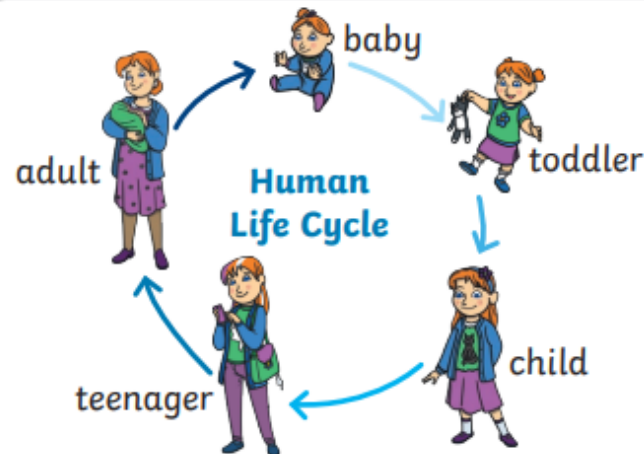 baby
toddler
adult
Human
Life Cycle
child
teenager